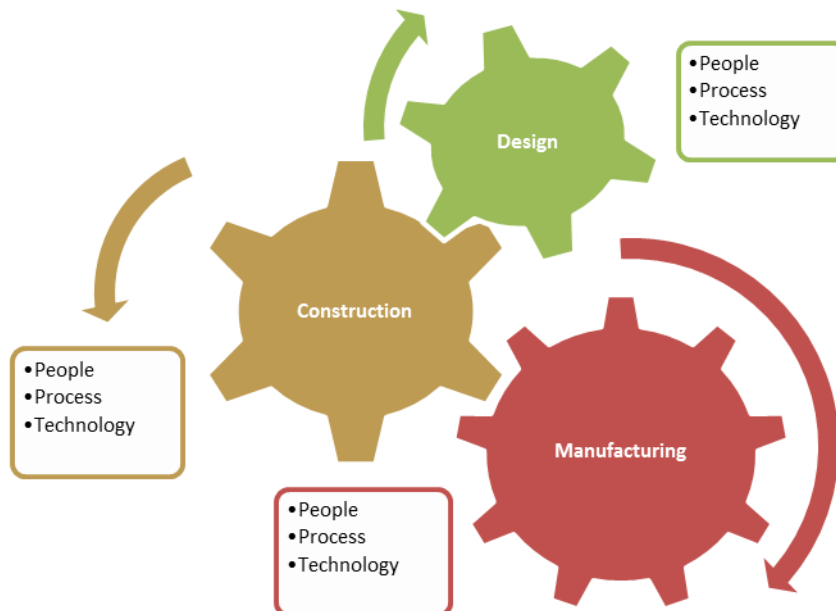 Design
•People
•Process
•Technology
Construction
•People
•Process
•Technology
Manufacturing
•People
•Process
•Technology